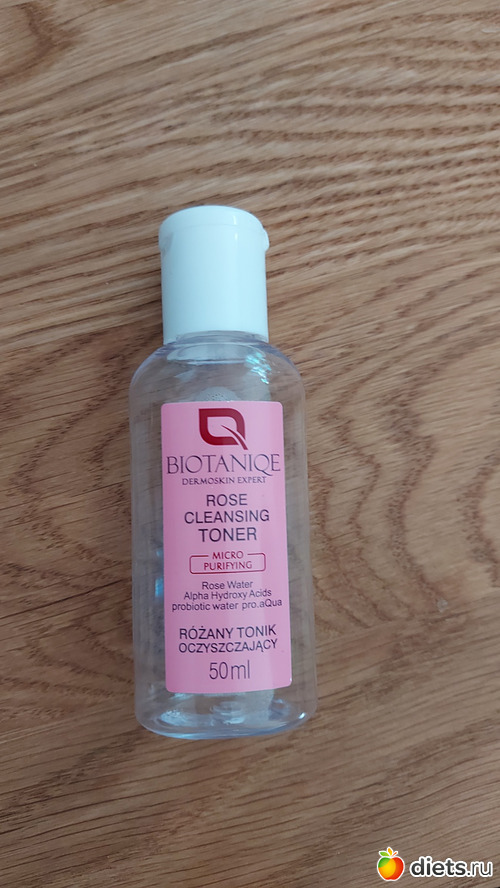 BIOTANIQE
DERMOSKIN EXPERT
ROSE
CLEANSING
TONER
MICRO
PURIFYING
Rose Water
Alpha Hydroxy Acids
probiotic water pro.aQua
RÓŻANY TONIK
OCZYSZCZAJĄCY
50ml
diets.ru